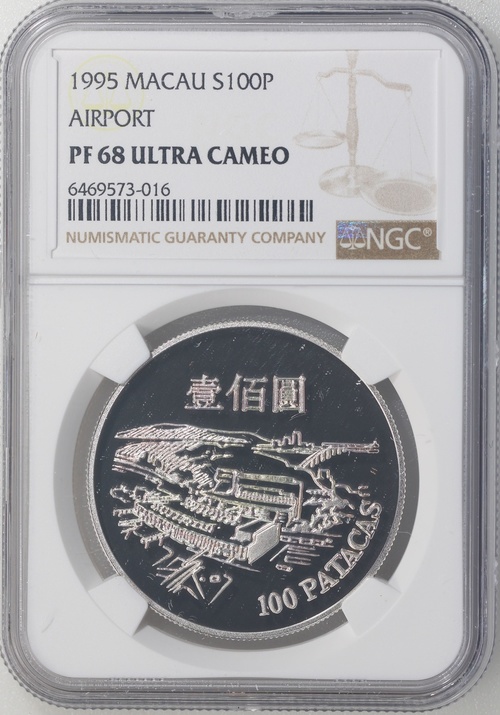 1995 MACAU S100P
AIRPORT
PF 68 ULTRA CAMEO
6469573-016
NUMISMATIC GUARANTY COMPANY
NGC®
壹佰圓
100 PATACAS